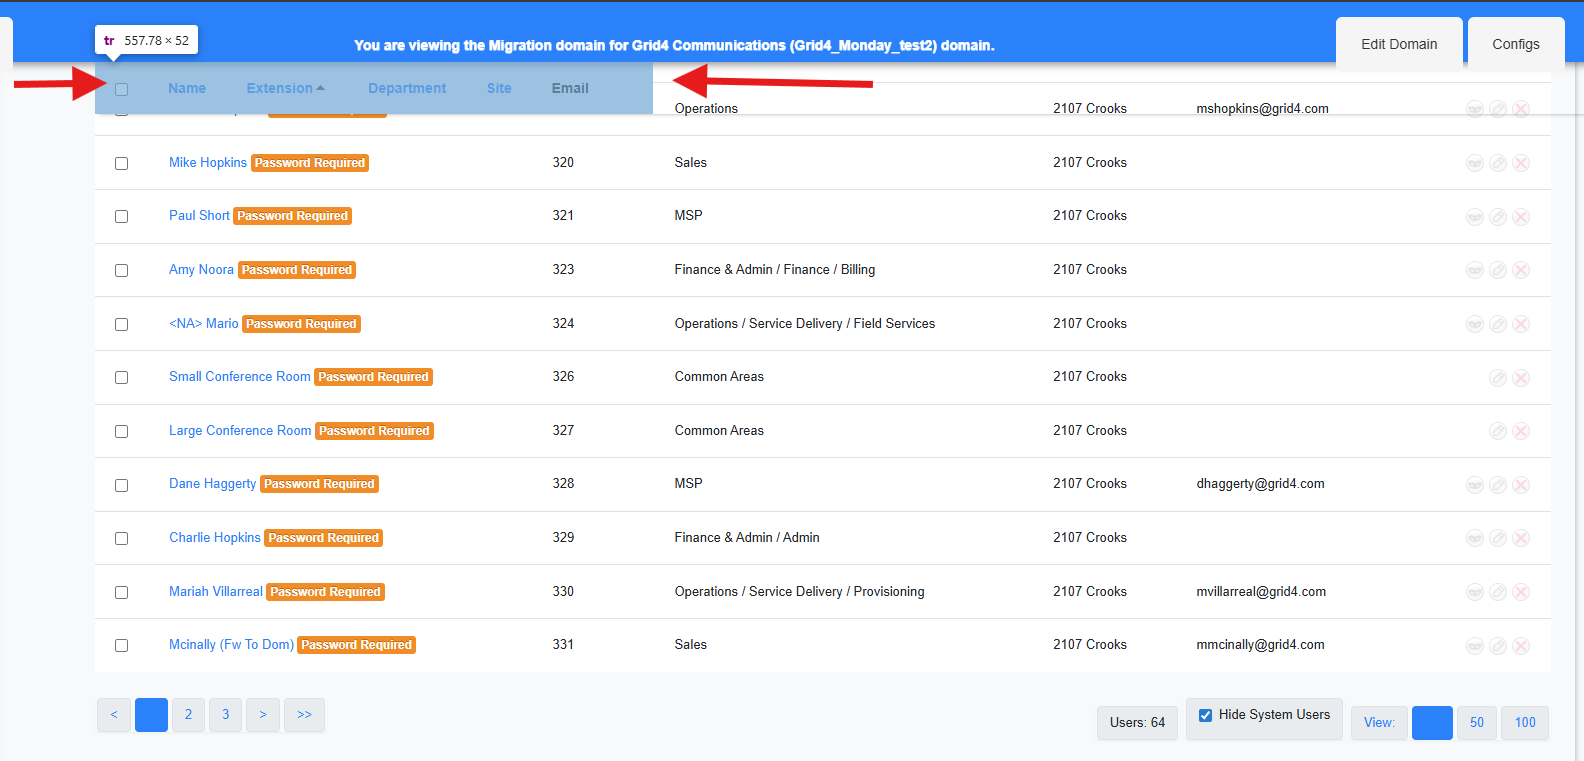 tr 557.78 × 52
You are viewing the Migration domain for Grid4 Communications (Grid4_Monday_test2) domain.
Edit Domain
Configs
Name Extension Department Site Email
Operations 2107 Crooks mshopkins@grid4.com
Mike Hopkins Password Required 320 Sales 2107 Crooks
Paul Short Password Required 321 MSP 2107 Crooks
Amy Noora Password Required 323 Finance & Admin / Finance / Billing 2107 Crooks
<NA> Mario Password Required 324 Operations / Service Delivery / Field Services 2107 Crooks
Small Conference Room Password Required 326 Common Areas 2107 Crooks
Large Conference Room Password Required 327 Common Areas 2107 Crooks
Dane Haggerty Password Required 328 MSP 2107 Crooks dhaggerty@grid4.com
Charlie Hopkins Password Required 329 Finance & Admin / Admin 2107 Crooks
Mariah Villarreal Password Required 330 Operations / Service Delivery / Provisioning 2107 Crooks mvillarreal@grid4.com
Mcinally (Fw To Dom) Password Required 331 Sales 2107 Crooks mmcinally@grid4.com
< 2 3 > >>
Users: 64 Hide System Users View: 50 100